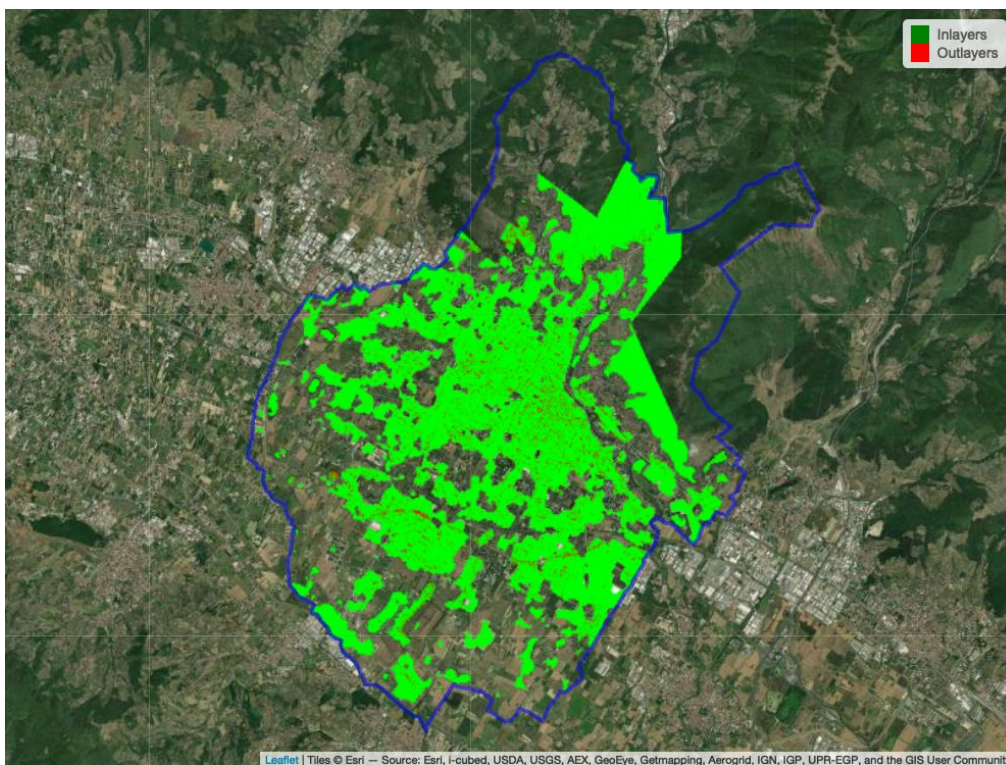 Inlayers
Outlayers
Leaflet | Tiles © Esri — Source: Esri, i-cubed, USDA, USGS, AEX, GeoEye, Getmapping, Aerogrid, IGN, IGP, UPR-EGP, and the GIS User Commun